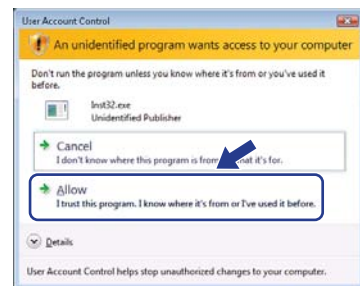 User Account Control
An unidentified program wants access to your computer
Don't run the program unless you know where it's from or you've used it
before.
Inst32.exe
Unidentified Publisher
Cancel
I don't know where this program is from hat it's for.
Allow
I trust this program. I know where it's from or I've used it before.
Details
User Account Control helps stop unauthorized changes to your computer.